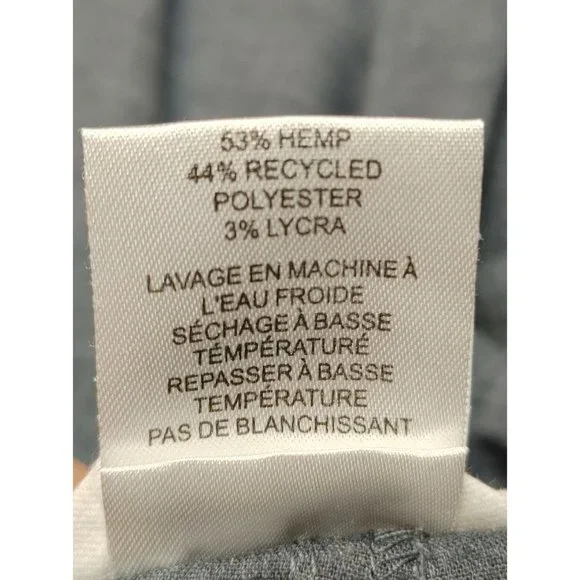 53% HEMP
44% RECYCLED
POLYESTER
3% LYCRA
LAVAGE EN MACHINE À
L'EAU FROIDE
SÉCHAGE À BASSE
TÉMPÉRATURÉ
REPASSER À BASSE
TEMPÉRATURE
PAS DE BLANCHISSANT